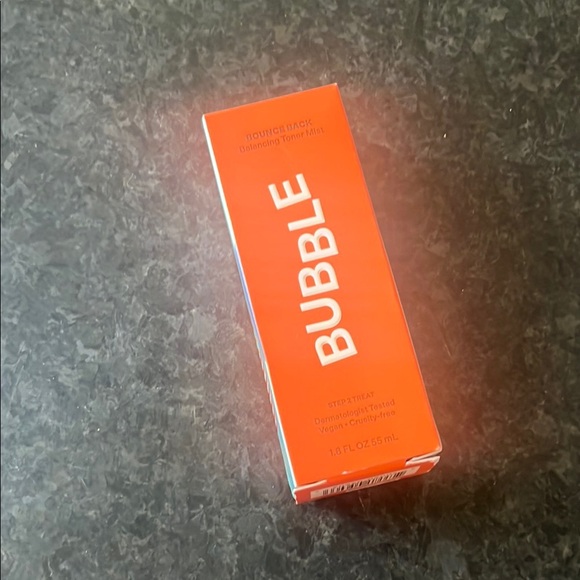 BOUNCE BACK
Balancing Toner Mist
BUBBLE
STEP 2 TREAT
Dermatologist Tested
Vegan • Cruelty-free
1.8 FL OZ 55 mL